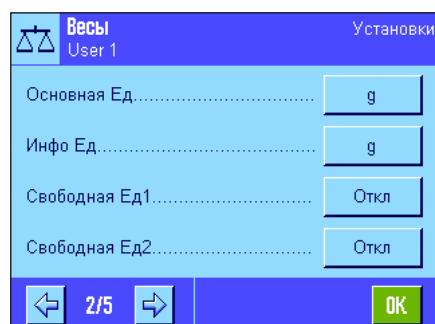 Весы
Установки
User 1
Основная Ед................................ g
Инфо Ед...................................... g
Свободная Ед1............................ Откл
Свободная Ед2............................ Откл
2/5
OK